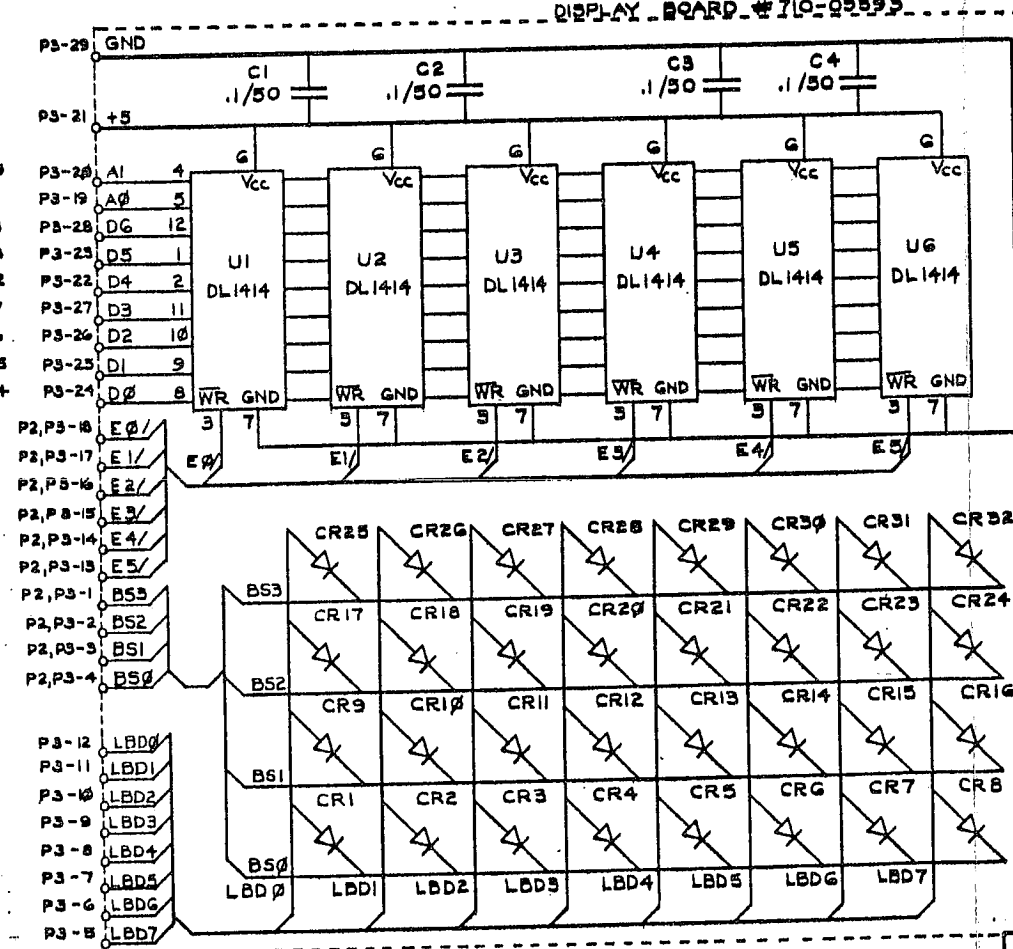 DISPLAY BOARD #710-05593
P3-29 GND
C1 .1/50
C2 .1/50
C3 .1/50
C4 .1/50
P3-21 +5
6 6 6 6 6 6
P3-20 A1 4
P3-19 AØ 5
P3-28 D6 12
P3-23 D5 1
P3-22 D4 2
P3-27 D3 11
P3-26 D2 10
P3-25 D1 9
P3-24 DØ 8
VCC VCC VCC VCC VCC VCC
U1 U2 U3 U4 U5 U6
DL1414 DL1414 DL1414 DL1414 DL1414 DL1414
WR GND WR GND WR GND WR GND WR GND WR GND
3 7 3 7 3 7 3 7 3 7 3 7
EØ/ E1/ E2/ E3/ E4/ E5/
P2,P3-18 EØ/
P2,P3-17 E1/
P2,P3-16 E2/
P2,P3-15 E3/
P2,P3-14 E4/
P2,P3-13 E5/
P2,P3-1 BS3
P2,P3-2 BS2
P2,P3-3 BS1
P2,P3-4 BSØ
P3-12 LBDØ
P3-11 LBD1
P3-10 LBD2
P3-9 LBD3
P3-8 LBD4
P3-7 LBD5
P3-6 LBD6
P3-5 LBD7
CR25 CR26 CR27 CR28 CR29 CR3Ø CR31 CR32
BS3
CR17 CR18 CR19 CR2Ø CR21 CR22 CR23 CR24
BS2
CR9 CR1Ø CR11 CR12 CR13 CR14 CR15 CR16
BS1
CR1 CR2 CR3 CR4 CR5 CR6 CR7 CR8
BSØ
LBDØ LBD1 LBD2 LBD3 LBD4 LBD5 LBD6 LBD7